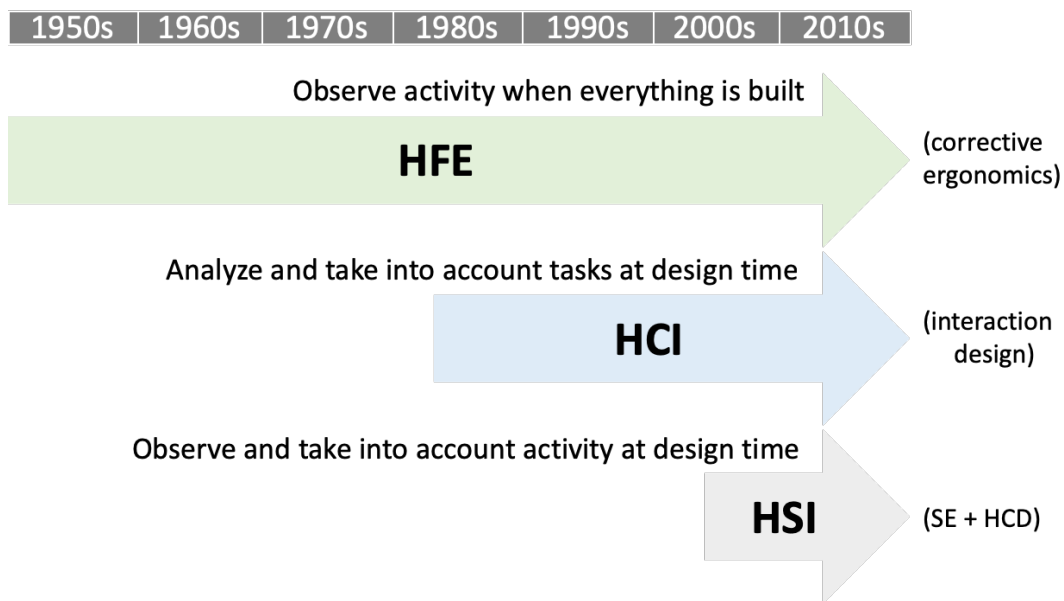 1950s 1960s 1970s 1980s 1990s 2000s 2010s
Observe activity when everything is built
HFE
(corrective
ergonomics)
Analyze and take into account tasks at design time
HCI
(interaction
design)
Observe and take into account activity at design time
HSI
(SE + HCD)